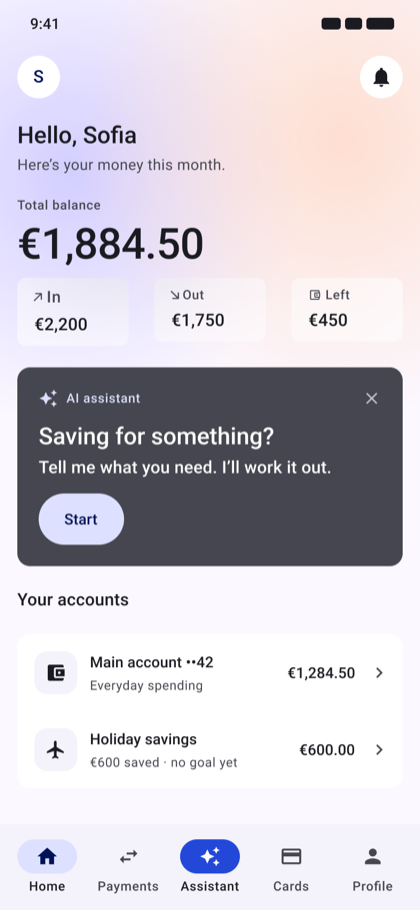 9:41
S
Hello, Sofia
Here’s your money this month.
Total balance
€1,884.50
In
€2,200
Out
€1,750
Left
€450
AI assistant
Saving for something?
Tell me what you need. I’ll work it out.
Start
Your accounts
Main account ••42
Everyday spending
€1,284.50
Holiday savings
€600 saved · no goal yet
€600.00
Home
Payments
Assistant
Cards
Profile